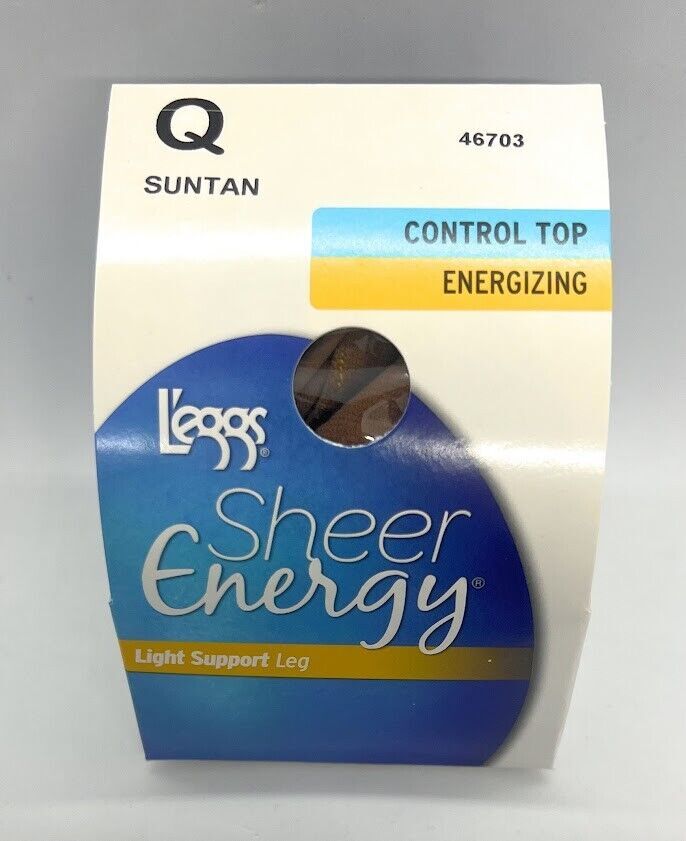 Q
46703
SUNTAN
CONTROL TOP
ENERGIZING
L'eggs®
Sheer
Energy®
Light Support Leg